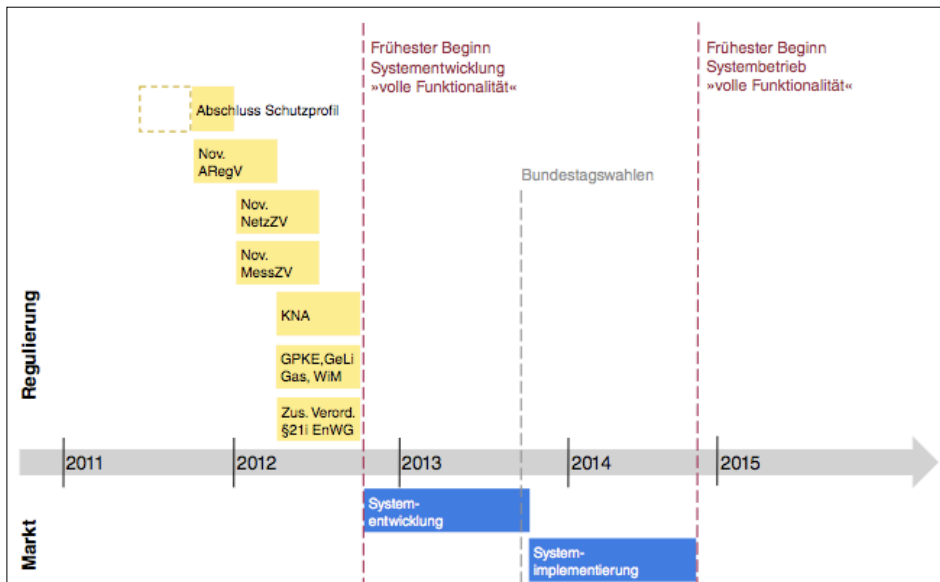 Frühester Beginn
Systementwicklung
»volle Funktionalität«
Frühester Beginn
Systembetrieb
»volle Funktionalität«
Abschluss Schutzprofil
Nov.
ARegV
Bundestagswahlen
Nov.
NetzZV
Nov.
MessZV
KNA
GPKE,GeLi
Gas, WiM
Zus. Verord.
§21i EnWG
Regulierung
2011
2012
2013
2014
2015
System-
entwicklung
System-
implementierung
Markt